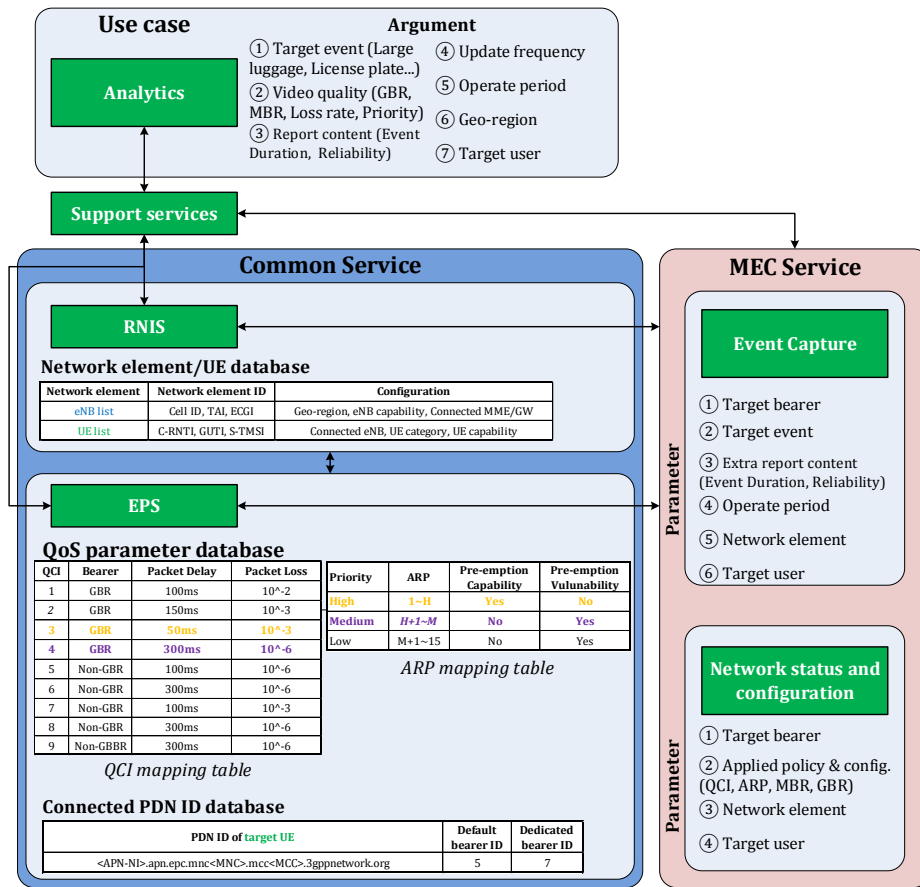 Use case
Analytics
Argument
① Target event (Large
luggage, License plate...)
② Video quality (GBR,
MBR, Loss rate, Priority)
③ Report content (Event
Duration, Reliability)
④ Update frequency
⑤ Operate period
⑥ Geo-region
⑦ Target user
Support services
Common Service
RNIS
Network element/UE database
Network element Network element ID Configuration
eNB list Cell ID, TAI, ECGI Geo-region, eNB capability, Connected MME/GW
UE list C-RNTI, GUTI, S-TMSI Connected eNB, UE category, UE capability
EPS
QoS parameter database
QCI Bearer Packet Delay Packet Loss
1 GBR 100ms 10^-2
2 GBR 150ms 10^-3
3 GBR 50ms 10^-3
4 GBR 300ms 10^-6
5 Non-GBR 100ms 10^-6
6 Non-GBR 300ms 10^-6
7 Non-GBR 100ms 10^-3
8 Non-GBR 300ms 10^-6
9 Non-GBBR 300ms 10^-6
QCI mapping table
Priority ARP Pre-emption Capability Pre-emption Vulunability
High 1~H Yes No
Medium H+1~M No Yes
Low M+1~15 No Yes
ARP mapping table
Connected PDN ID database
PDN ID of target UE Default bearer ID Dedicated bearer ID
<APN-NI>.apn.epc.mnc<MNC>.mcc<MCC>.3gppnetwork.org 5 7
MEC Service
Parameter
Event Capture
① Target bearer
② Target event
③ Extra report content
(Event Duration, Reliability)
④ Operate period
⑤ Network element
⑥ Target user
Parameter
Network status and
configuration
① Target bearer
② Applied policy & config.
(QCI, ARP, MBR, GBR)
③ Network element
④ Target user